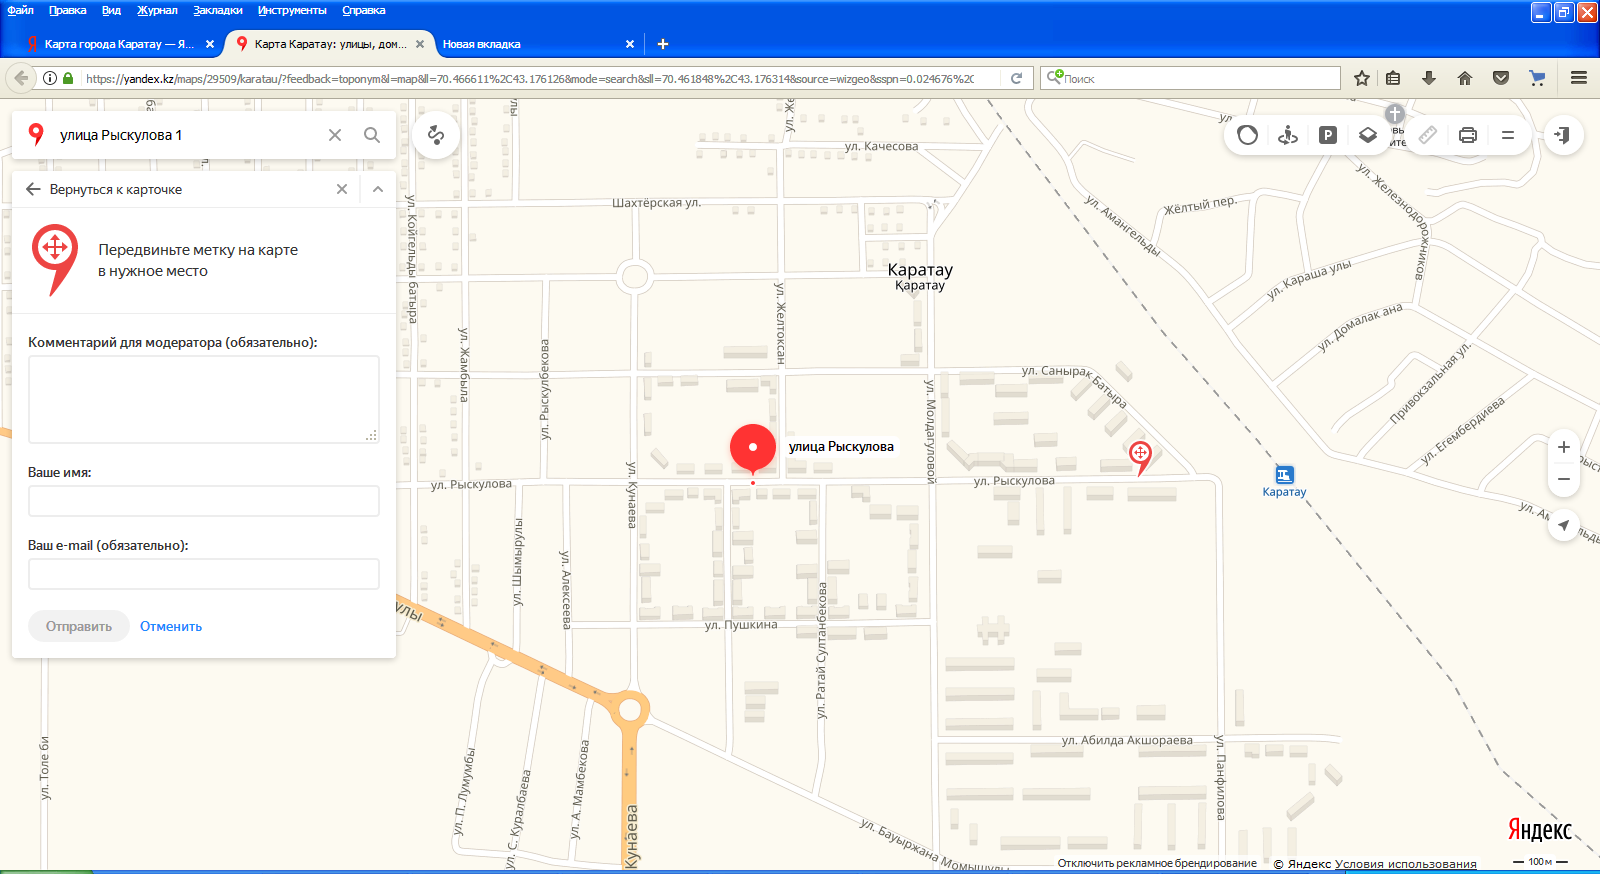 Файл Правка Вид Журнал Закладки Инструменты Справка
Карта города Каратау — Я...
Карта Каратау: улицы, дом...
Новая вкладка
https://yandex.kz/maps/29509/karatau/?feedback=toponym&l=map&ll=70.466611%2C43.176126&mode=search&sll=70.461848%2C43.176314&source=wizgeo&sspn=0.024676%2C
Поиск
улица Рыскулова 1
Вернуться к карточке
Передвиньте метку на карте
в нужное место
Комментарий для модератора (обязательно):
Ваше имя:
Ваш e-mail (обязательно):
Отправить
Отменить
ул. Качесова
Шахтёрская ул.
Жёлтый пер.
ул. Амангельды
ул. Железнодорожников
ул. Караша улы
ул. Домалак ана
Привокзальная ул.
ул. Егембердиева
Каратау
Қаратау
ул. Койгельды батыра
ул. Жамбыла
ул. Рыскулбекова
ул. Желтоксан
ул. Санырак Батыра
ул. Молдагуловой
улица Рыскулова
ул. Рыскулова
ул. Рыскулова
ул. Кунаева
Каратау
ул. Шымырулы
ул. Алексеева
ул. Пушкина
ул. Ратай Султанбекова
ул. Абилда Акшораева
ул. Панфилова
улы
ул. Толе би
ул. П. Лумумбы
ул. С. Куралбаева
ул. А. Мамбекова
Кунаева
ул. Бауыржана Момышулы
P
Яндекс
Отключить рекламное брендирование
© Яндекс Условия использования
100 м